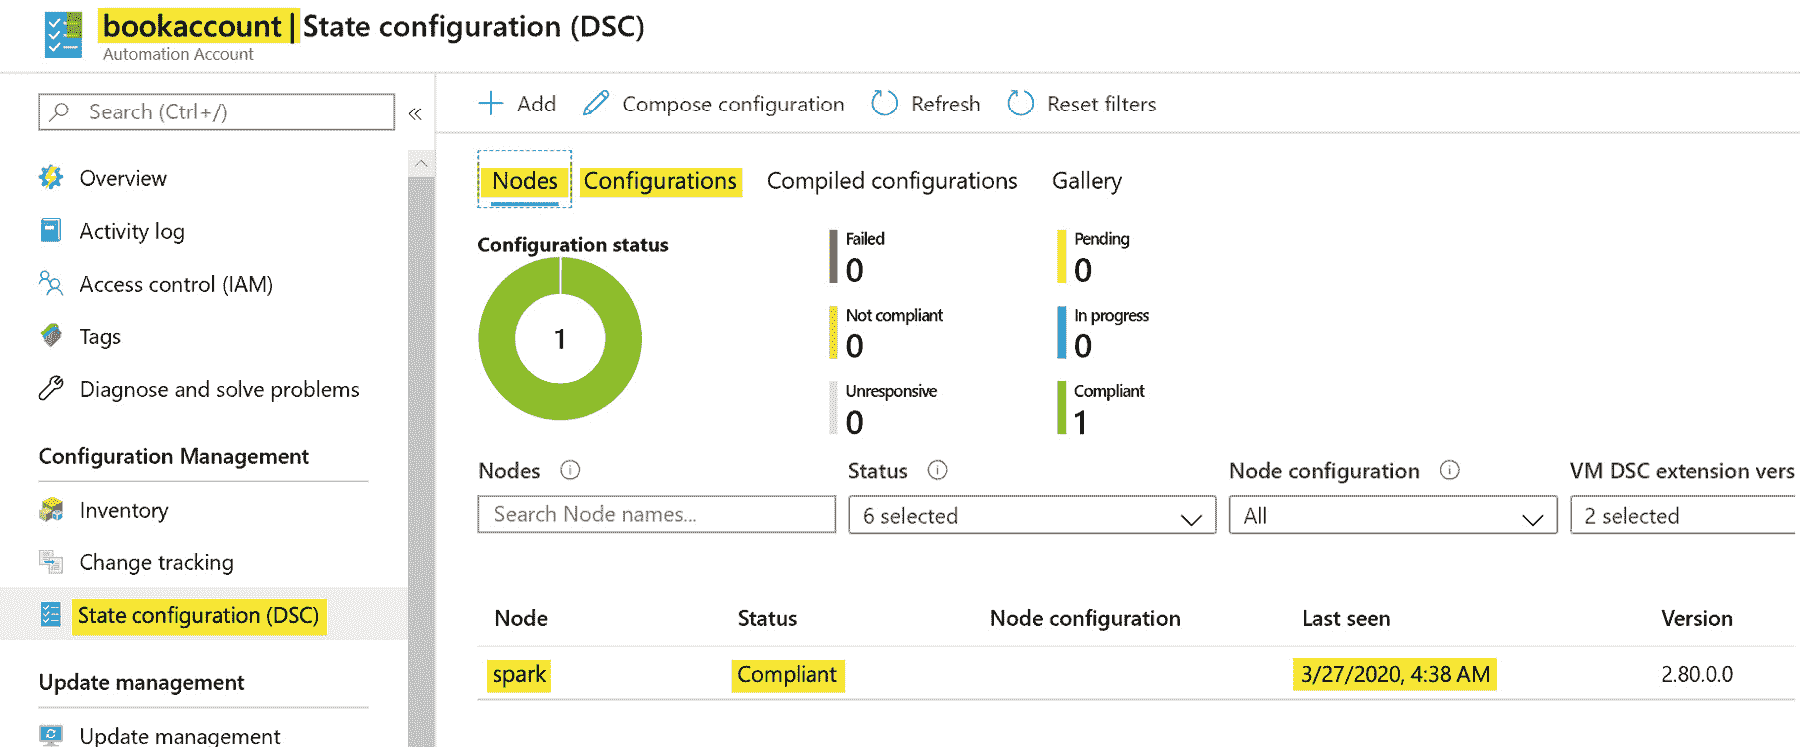 bookaccount | State configuration (DSC)
Automation Account
Search (Ctrl+/)
«
Overview
Activity log
Access control (IAM)
Tags
Diagnose and solve problems
Configuration Management
Inventory
Change tracking
State configuration (DSC)
Update management
Update management
Add Compose configuration Refresh Reset filters
Nodes Configurations Compiled configurations Gallery
Configuration status
1
Failed
0
Pending
0
Not compliant
0
In progress
0
Unresponsive
0
Compliant
1
Nodes Status Node configuration VM DSC extension vers
Search Node names... 6 selected All 2 selected
Node Status Node configuration Last seen Version
spark Compliant 3/27/2020, 4:38 AM 2.80.0.0